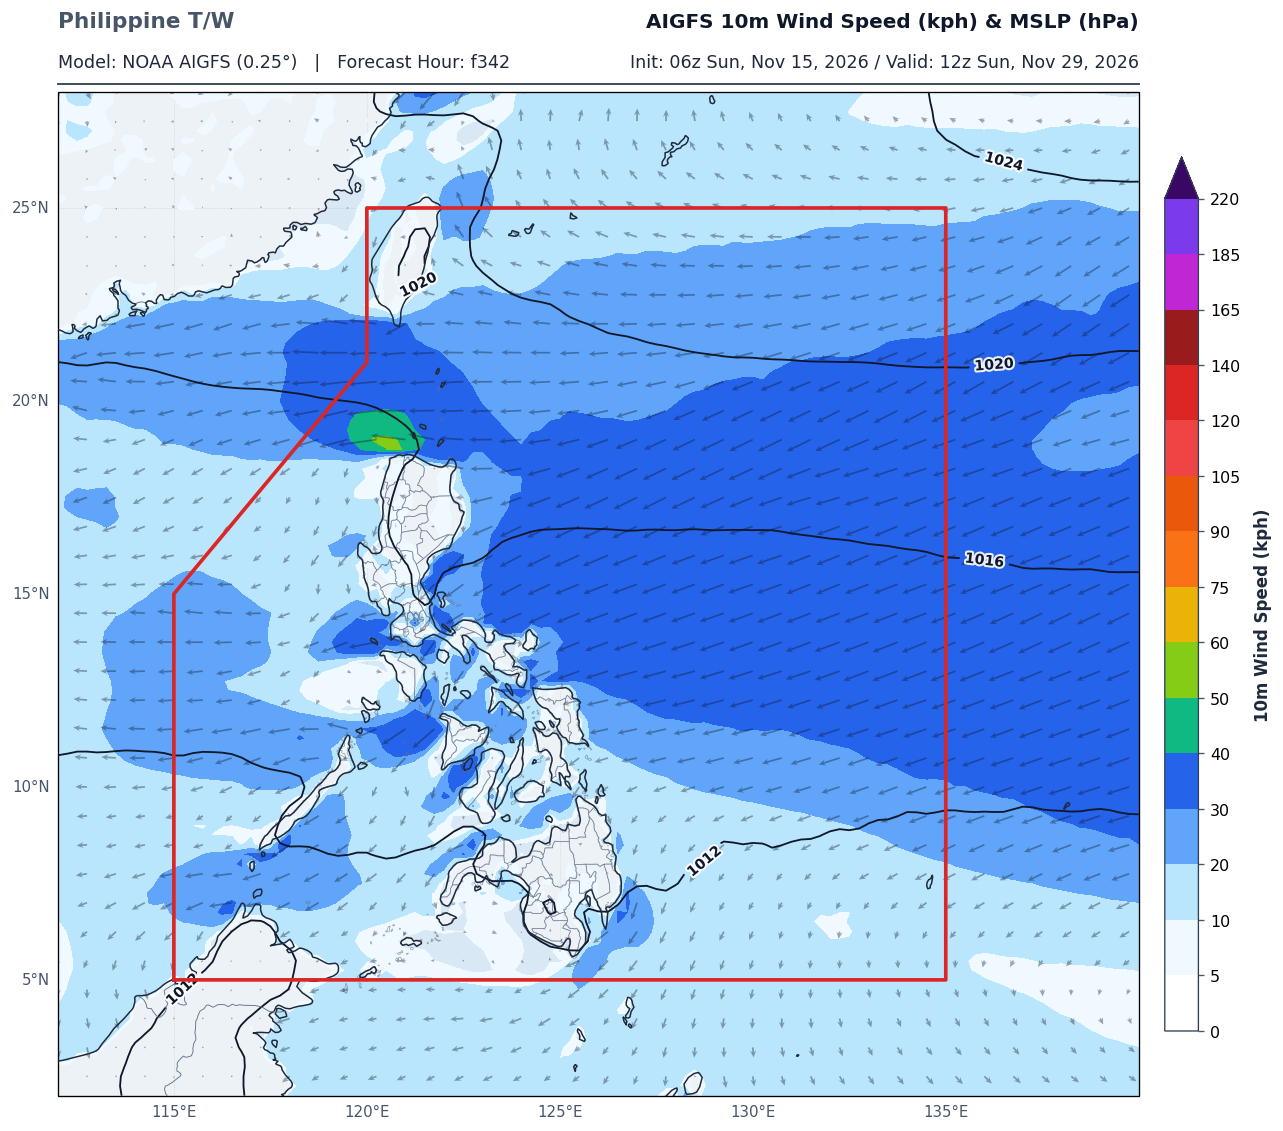 Philippine T/W
AIGFS 10m Wind Speed (kph) & MSLP (hPa)
Model: NOAA AIGFS (0.25°) | Forecast Hour: f342
Init: 06z Sun, Nov 15, 2026 / Valid: 12z Sun, Nov 29, 2026
1024
25°N
1020
1020
20°N
1016
15°N
10°N
1012
5°N
1012
115°E
120°E
125°E
130°E
135°E
220
185
165
140
120
105
90
75
60
50
40
30
20
10
5
0
10m Wind Speed (kph)